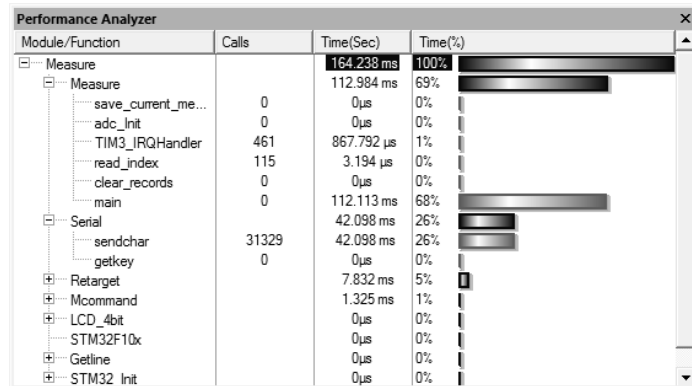 Performance Analyzer
Module/Function Calls Time(Sec) Time(%)
Measure 164.238 ms 100%
Measure 112.984 ms 69%
save_current_me... 0 0µs 0%
adc_Init 0 0µs 0%
TIM3_IRQHandler 461 867.792 µs 1%
read_index 115 3.194 µs 0%
clear_records 0 0µs 0%
main 0 112.113 ms 68%
Serial 42.098 ms 26%
sendchar 31329 42.098 ms 26%
getkey 0 0µs 0%
Retarget 7.832 ms 5%
Mcommand 1.325 ms 1%
LCD_4bit 0µs 0%
STM32F10x 0µs 0%
Getline 0µs 0%
STM32_Init 0µs 0%